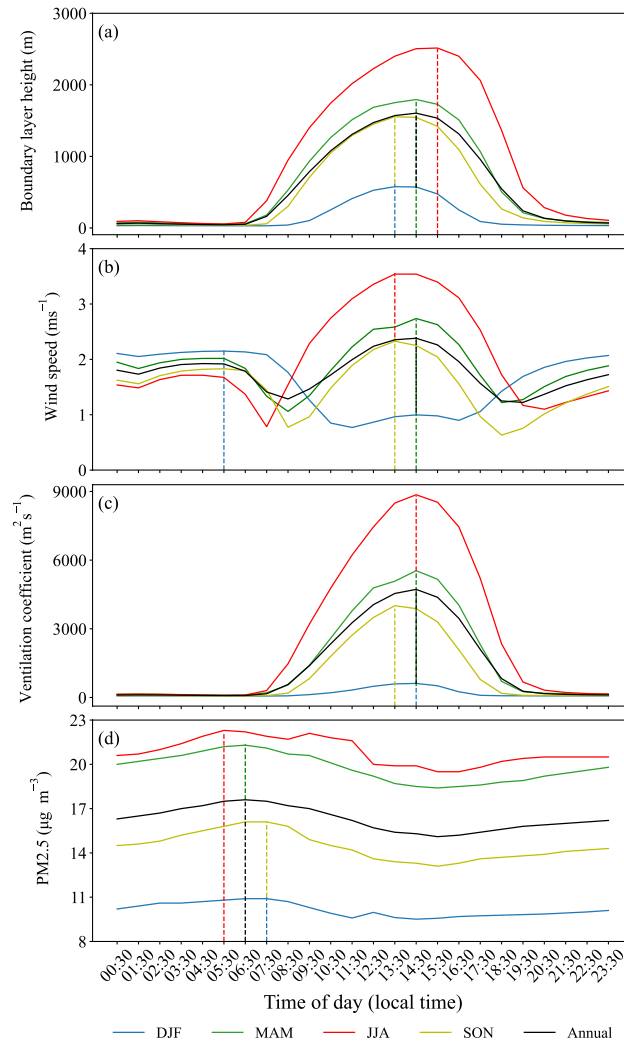 (a)
Boundary layer height (m)
3000
2000
1000
0
(b)
Wind speed (ms⁻¹)
4
3
2
1
0
(c)
Ventilation coefficient (m² s⁻¹)
9000
6000
3000
0
(d)
PM2.5 (μg m⁻³)
23
20
17
14
11
8
00:30 01:30 02:30 03:30 04:30 05:30 06:30 07:30 08:30 09:30 10:30 11:30 12:30 13:30 14:30 15:30 16:30 17:30 18:30 19:30 20:30 21:30 22:30 23:30
Time of day (local time)
DJF MAM JJA SON Annual